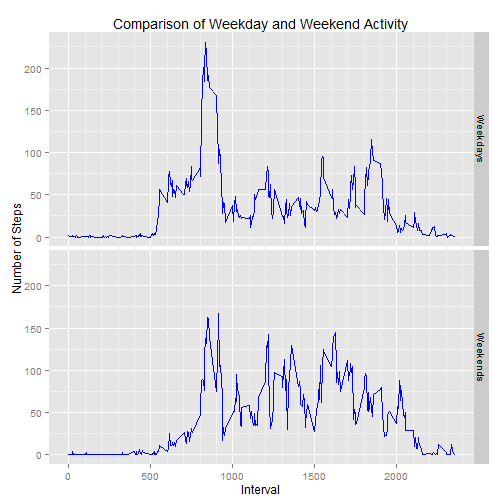 Comparison of Weekday and Weekend Activity
Number of Steps
200
150
100
50
0
Weekdays
200
150
100
50
0
Weekends
0 500 1000 1500 2000
Interval